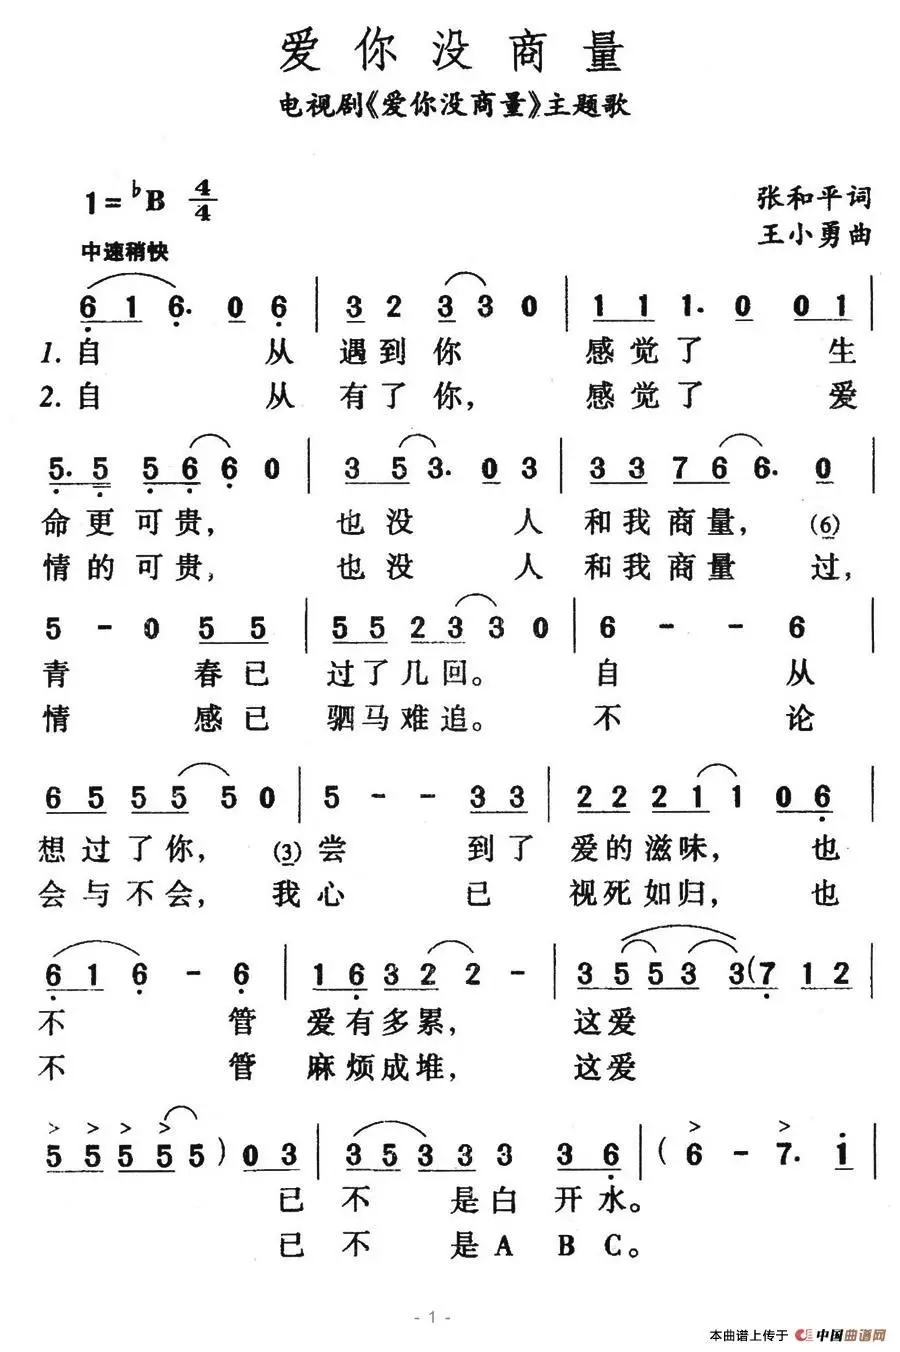 爱你没商量
电视剧《爱你没商量》主题歌
1=♭B 4/4
张和平词
中速稍快
王小勇曲
6 1 6. 0 6 | 3 2 3 3 0 | 1 1 1. 0 0 1 |
1. 自 从 遇到你 感觉了 生
2. 自 从 有了你, 感觉了 爱
5. 5 5 6 6 0 | 3 5 3. 0 3 | 3 3 7 6 6. 0 |
命更可贵, 也没 人 和我商量, (6)
情的可贵, 也没 人 和我商量 过,
5 - 0 5 5 | 5 5 2 3 3 0 | 6 - - 6 |
青 春已 过了几回。 自 从
情 感已 驷马难追。 不 论
6 5 5 5 5 0 | 5 - - 3 3 | 2 2 2 1 1 0 6 |
想过了你, (3) 尝 到了 爱的滋味, 也
会与不会, 我心 已 视死如归, 也
6 1 6 - 6 | 1 6 3 2 2 - | 3 5 5 3 3 (7 1 2 |
不 管 爱有多累, 这爱
不 管 麻烦成堆, 这爱
> > > >
5 5 5 5 5) 0 3 | 3 5 3 3 3 3 6 | (6 - 7. i |
已 不 是白 开 水。
已 不 是A B C。
- 1 -
本曲谱上传于 中国曲谱网